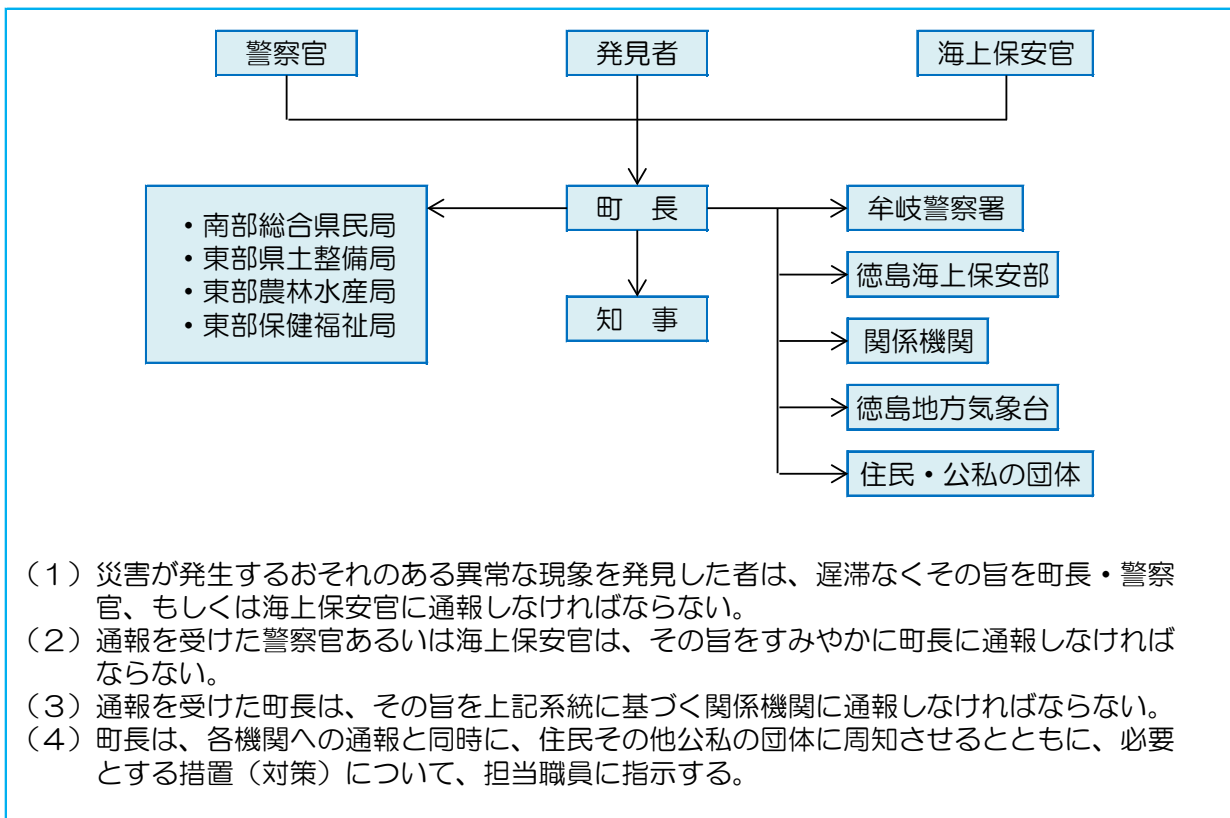 警察官
発見者
海上保安官
・南部総合県民局
・東部県土整備局
・東部農林水産局
・東部保健福祉局
町　長
知　事
牟岐警察署
徳島海上保安部
関係機関
徳島地方気象台
住民・公私の団体
（１）災害が発生するおそれのある異常な現象を発見した者は、遅滞なくその旨を町長・警察
官、もしくは海上保安官に通報しなければならない。
（２）通報を受けた警察官あるいは海上保安官は、その旨をすみやかに町長に通報しなければ
ならない。
（３）通報を受けた町長は、その旨を上記系統に基づく関係機関に通報しなければならない。
（４）町長は、各機関への通報と同時に、住民その他公私の団体に周知させるとともに、必要
とする措置（対策）について、担当職員に指示する。